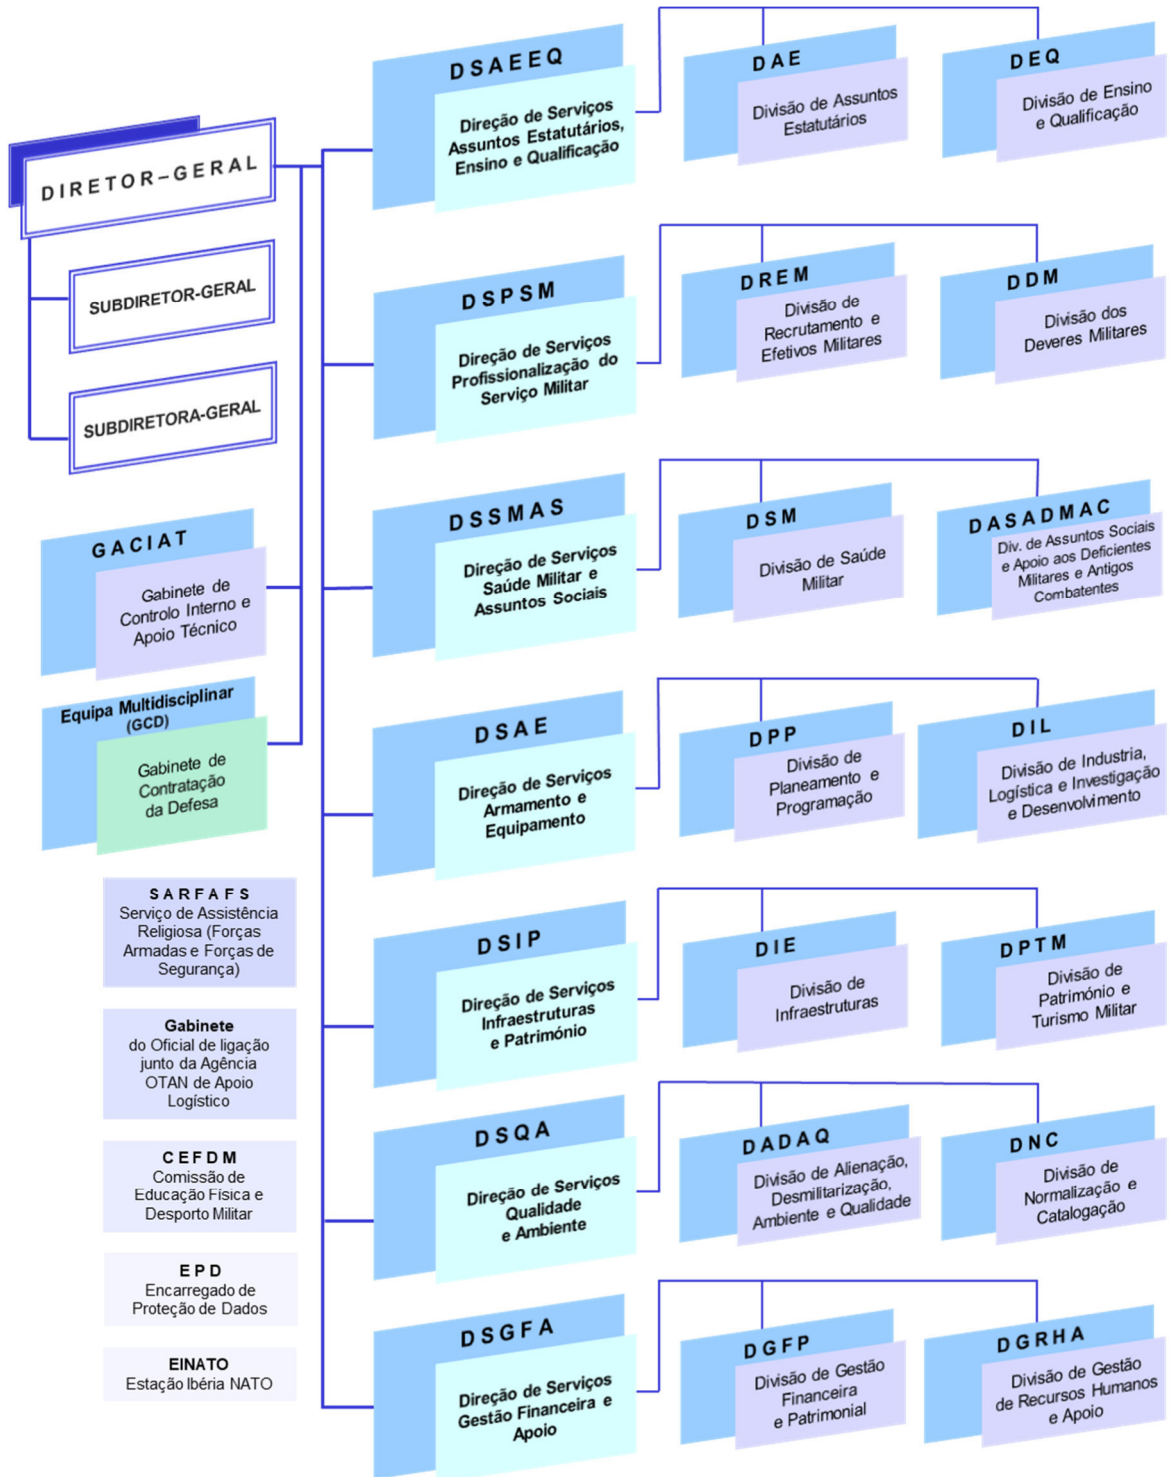 DIRETOR–GERAL
SUBDIRETOR-GERAL
SUBDIRETORA-GERAL
GACIAT
Gabinete de
Controlo Interno e
Apoio Técnico
Equipa Multidisciplinar
(GCD)
Gabinete de
Contratação
da Defesa
SARFAFS
Serviço de Assistência
Religiosa (Forças
Armadas e Forças de
Segurança)
Gabinete
do Oficial de ligação
junto da Agência
OTAN de Apoio
Logístico
CEFDM
Comissão de
Educação Física e
Desporto Militar
EPD
Encarregado de
Proteção de Dados
EINATO
Estação Ibéria NATO
DSAEEQ
Direção de Serviços
Assuntos Estatutários,
Ensino e Qualificação
DAE
Divisão de Assuntos
Estatutários
DEQ
Divisão de Ensino
e Qualificação
DSPSM
Direção de Serviços
Profissionalização do
Serviço Militar
DREM
Divisão de
Recrutamento e
Efetivos Militares
DDM
Divisão dos
Deveres Militares
DSSMAS
Direção de Serviços
Saúde Militar e
Assuntos Sociais
DSM
Divisão de Saúde
Militar
DASADMAC
Div. de Assuntos Sociais
e Apoio aos Deficientes
Militares e Antigos
Combatentes
DSAE
Direção de Serviços
Armamento e
Equipamento
DPP
Divisão de
Planeamento e
Programação
DIL
Divisão de Industria,
Logística e Investigação
e Desenvolvimento
DSIP
Direção de Serviços
Infraestruturas
e Património
DIE
Divisão de
Infraestruturas
DPTM
Divisão de
Património e
Turismo Militar
DSQA
Direção de Serviços
Qualidade
e Ambiente
DADAQ
Divisão de Alienação,
Desmilitarização,
Ambiente e Qualidade
DNC
Divisão de
Normalização e
Catalogação
DSGFA
Direção de Serviços
Gestão Financeira e
Apoio
DGFP
Divisão de Gestão
Financeira
e Patrimonial
DGRHA
Divisão de Gestão
de Recursos Humanos
e Apoio